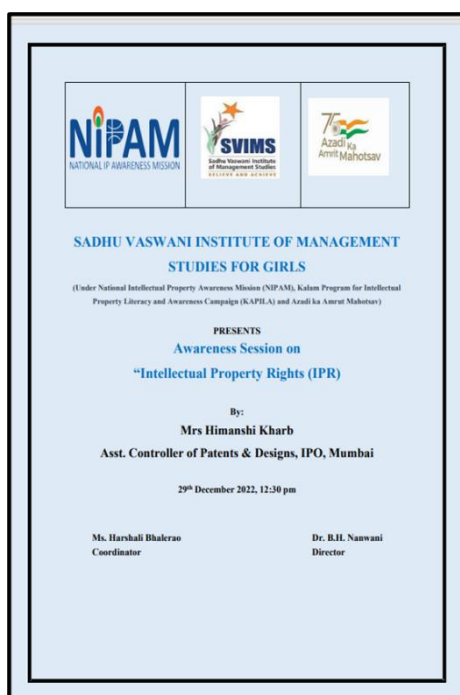 NiPAM
NATIONAL IP AWARENESS MISSION
SVIMS
Sadhu Vaswani Institute
of Management Studies
BELIEVE AND ACHIEVE
75
Azadi Ka
Amrit Mahotsav
SADHU VASWANI INSTITUTE OF MANAGEMENT
STUDIES FOR GIRLS
(Under National Intellectual Property Awareness Mission (NIPAM), Kalam Program for Intellectual
Property Literacy and Awareness Campaign (KAPILA) and Azadi ka Amrut Mahotsav)
PRESENTS
Awareness Session on
“Intellectual Property Rights (IPR)
By:
Mrs Himanshi Kharb
Asst. Controller of Patents & Designs, IPO, Mumbai
29th December 2022, 12:30 pm
Ms. Harshali Bhalerao Dr. B.H. Nanwani
Coordinator Director